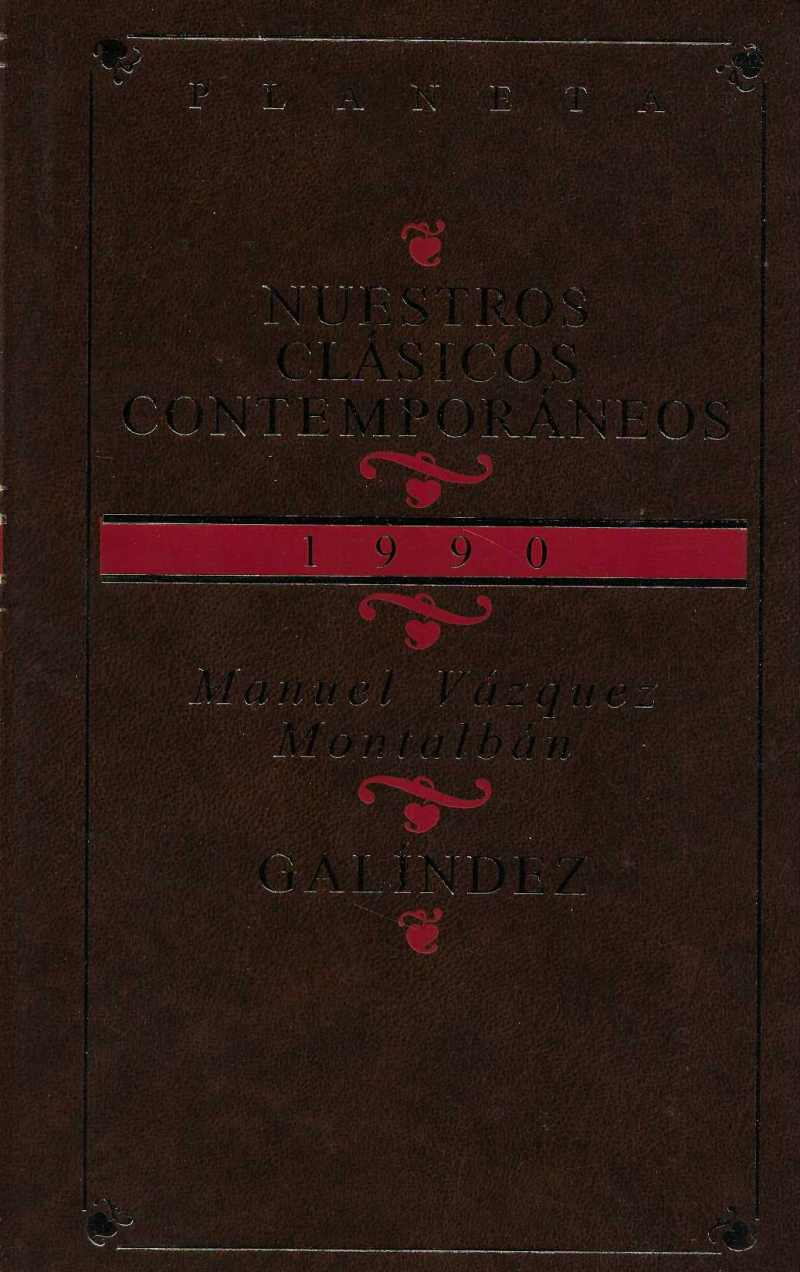 PLANETA
NUESTROS
CLÁSICOS
CONTEMPORÁNEOS
1990
Manuel Vázquez
Montalbán
GALÍNDEZ